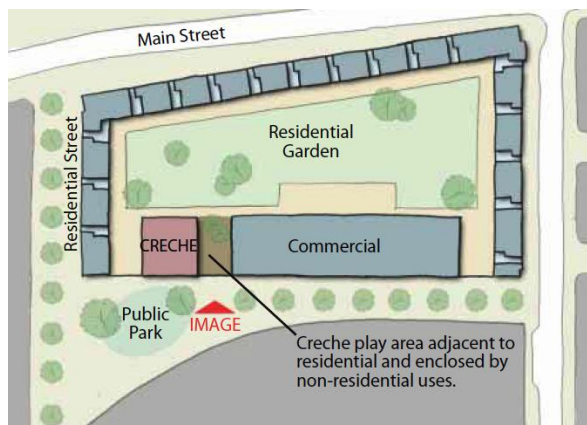 Main Street
Residential Street
Residential
Garden
CRECHE
Commercial
Public
Park
IMAGE
Creche play area adjacent to
residential and enclosed by
non-residential uses.